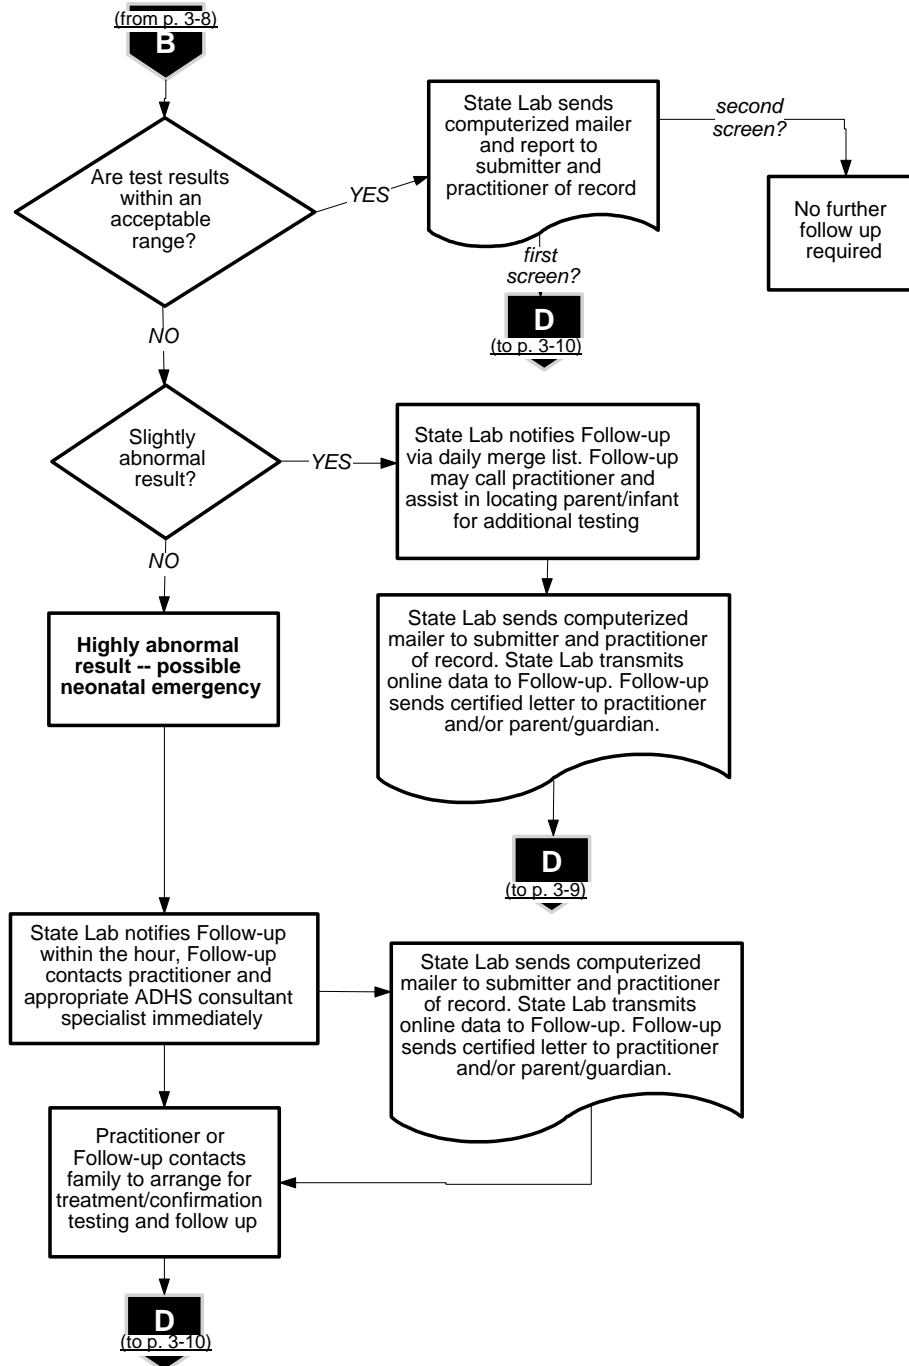 (from p. 3-8)
B
Are test results
within an
acceptable
range?
YES
State Lab sends
computerized mailer
and report to
submitter and
practitioner of record
second
screen?
No further
follow up
required
first
screen?
D
(to p. 3-10)
NO
Slightly
abnormal
result?
YES
State Lab notifies Follow-up
via daily merge list. Follow-up
may call practitioner and
assist in locating parent/infant
for additional testing
NO
State Lab sends computerized
mailer to submitter and practitioner
of record. State Lab transmits
online data to Follow-up. Follow-up
sends certified letter to practitioner
and/or parent/guardian.
Highly abnormal
result -- possible
neonatal emergency
D
(to p. 3-9)
State Lab notifies Follow-up
within the hour, Follow-up
contacts practitioner and
appropriate ADHS consultant
specialist immediately
State Lab sends computerized
mailer to submitter and practitioner
of record. State Lab transmits
online data to Follow-up. Follow-up
sends certified letter to practitioner
and/or parent/guardian.
Practitioner or
Follow-up contacts
family to arrange for
treatment/confirmation
testing and follow up
D
(to p. 3-10)